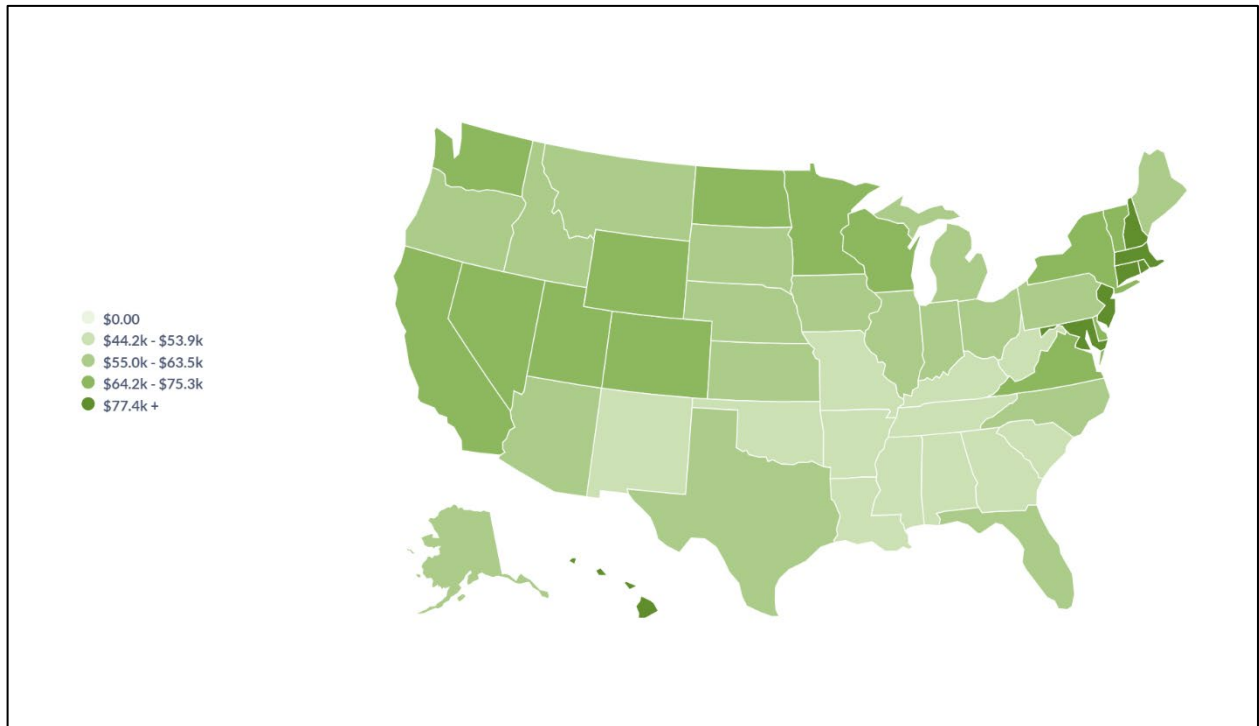 $0.00
$44.2k - $53.9k
$55.0k - $63.5k
$64.2k - $75.3k
$77.4k +